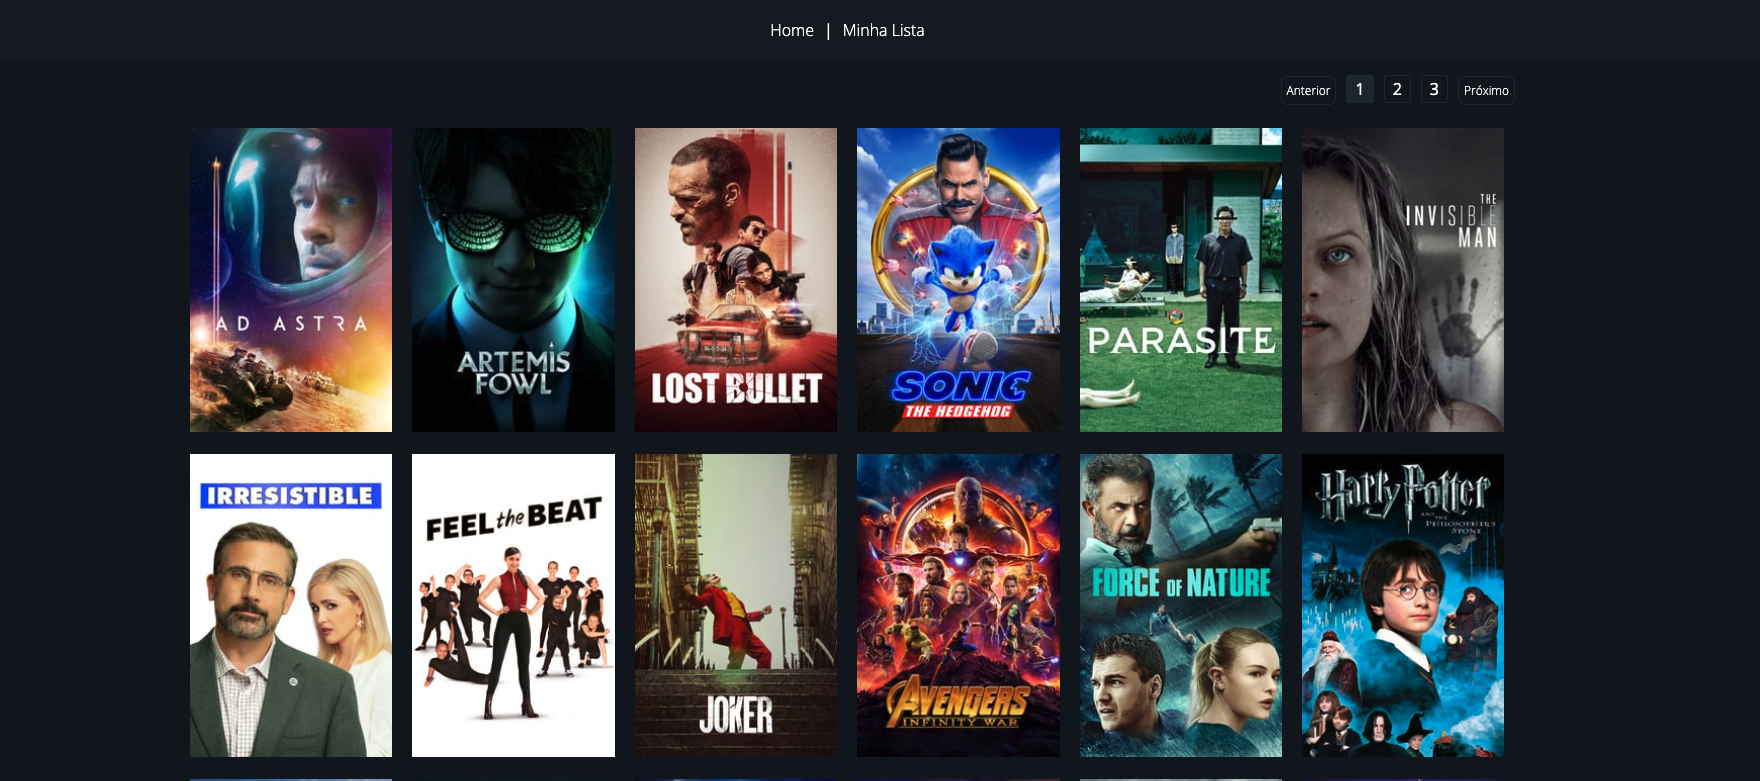 Home | Minha Lista
Anterior 1 2 3 Próximo
AD ASTRA
ARTEMIS
FOWL
LOST BULLET
SONIC
THE HEDGEHOG
PARASITE
THE
INVISIBLE
MAN
IRRESISTIBLE
FEEL the BEAT
JOKER
AVENGERS
INFINITY WAR
FORCE OF NATURE
Harry Potter
AND THE
PHILOSOPHER'S
STONE